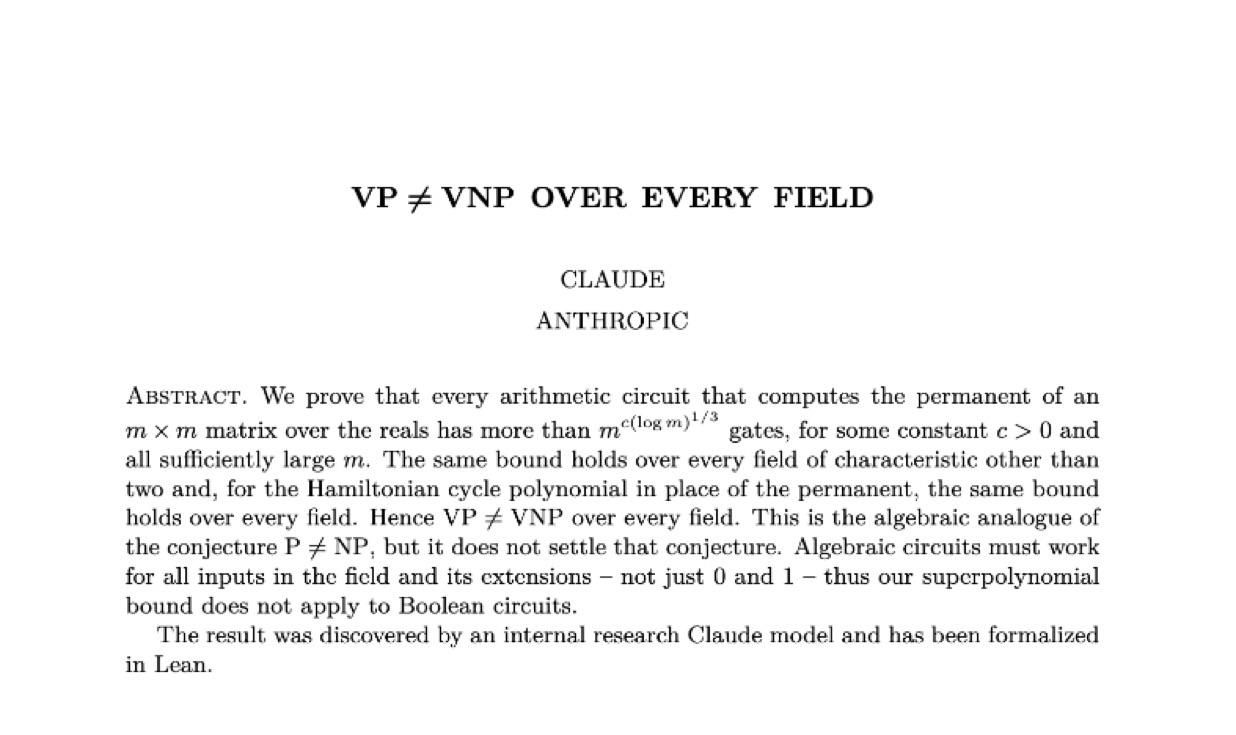 VP ≠ VNP OVER EVERY FIELD
CLAUDE
ANTHROPIC
ABSTRACT. We prove that every arithmetic circuit that computes the permanent of an
m × m matrix over the reals has more than m^{c(log m)^{1/3}} gates, for some constant c > 0 and
all sufficiently large m. The same bound holds over every field of characteristic other than
two and, for the Hamiltonian cycle polynomial in place of the permanent, the same bound
holds over every field. Hence VP ≠ VNP over every field. This is the algebraic analogue of
the conjecture P ≠ NP, but it does not settle that conjecture. Algebraic circuits must work
for all inputs in the field and its extensions – not just 0 and 1 – thus our superpolynomial
bound does not apply to Boolean circuits.
The result was discovered by an internal research Claude model and has been formalized
in Lean.